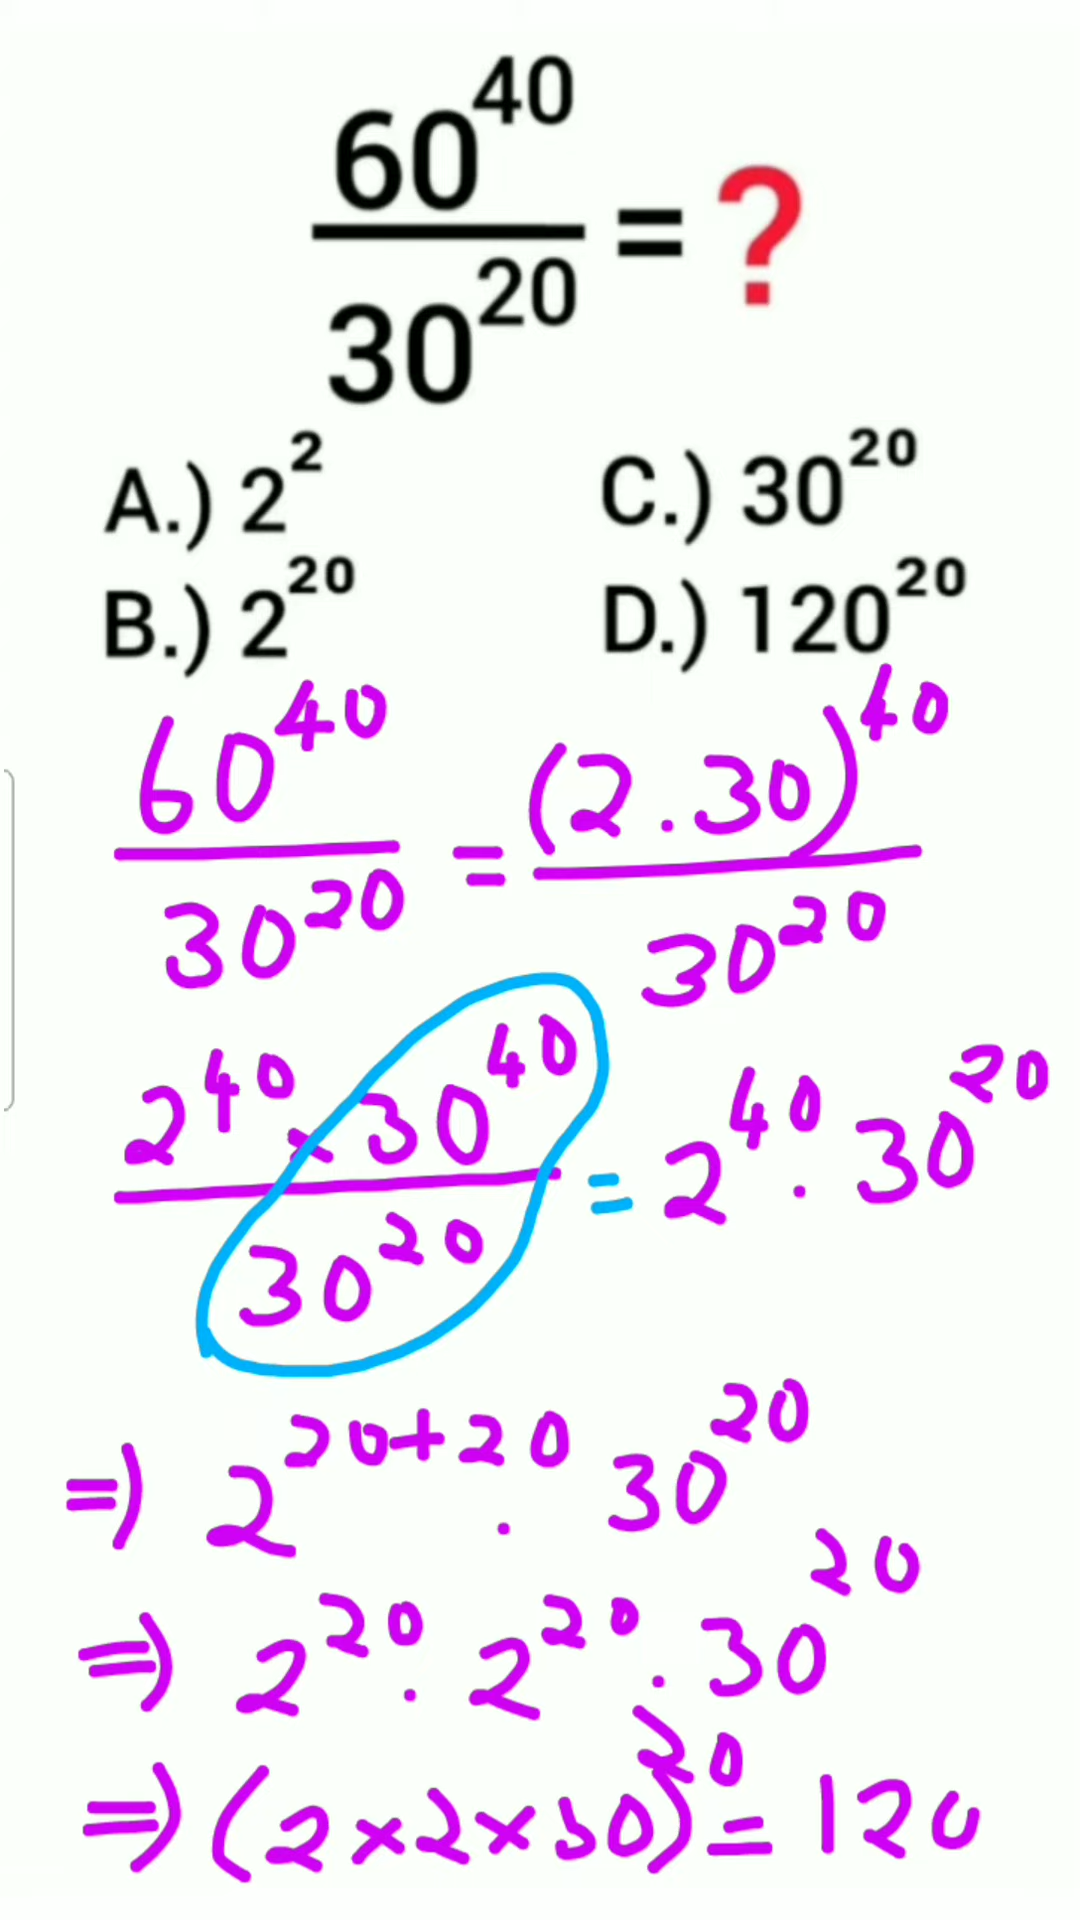 60^40 / 30^20 = ?
A.) 2^2
C.) 30^20
B.) 2^20
D.) 120^20
60^40 / 30^20 = (2.30)^40 / 30^20
2^40 × 30^40 / 30^20 = 2^40 . 30^20
=) 2^20+20 . 30^20
=) 2^20 . 2^20 . 30^20
=) (2×2×30)^20 = 120